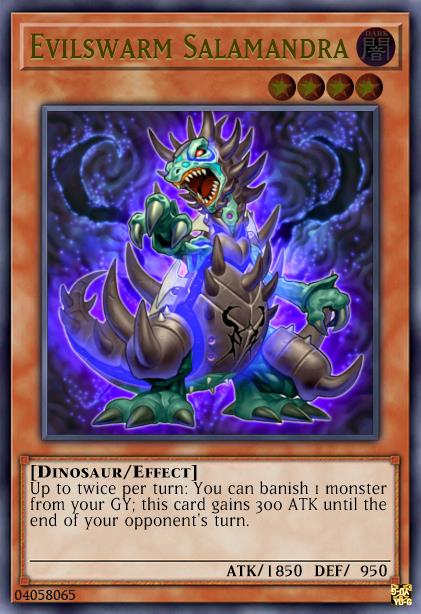 Evilswarm Salamandra
DARK
闇
[Dinosaur/Effect]
Up to twice per turn: You can banish 1 monster
from your GY; this card gains 300 ATK until the
end of your opponent's turn.
ATK/1850 DEF/ 950
04058065